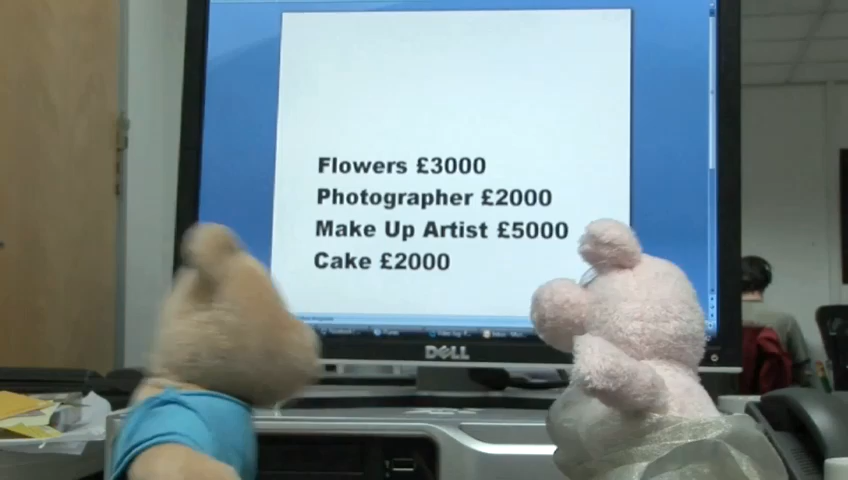 Flowers £3000
Photographer £2000
Make Up Artist £5000
Cake £2000
DELL